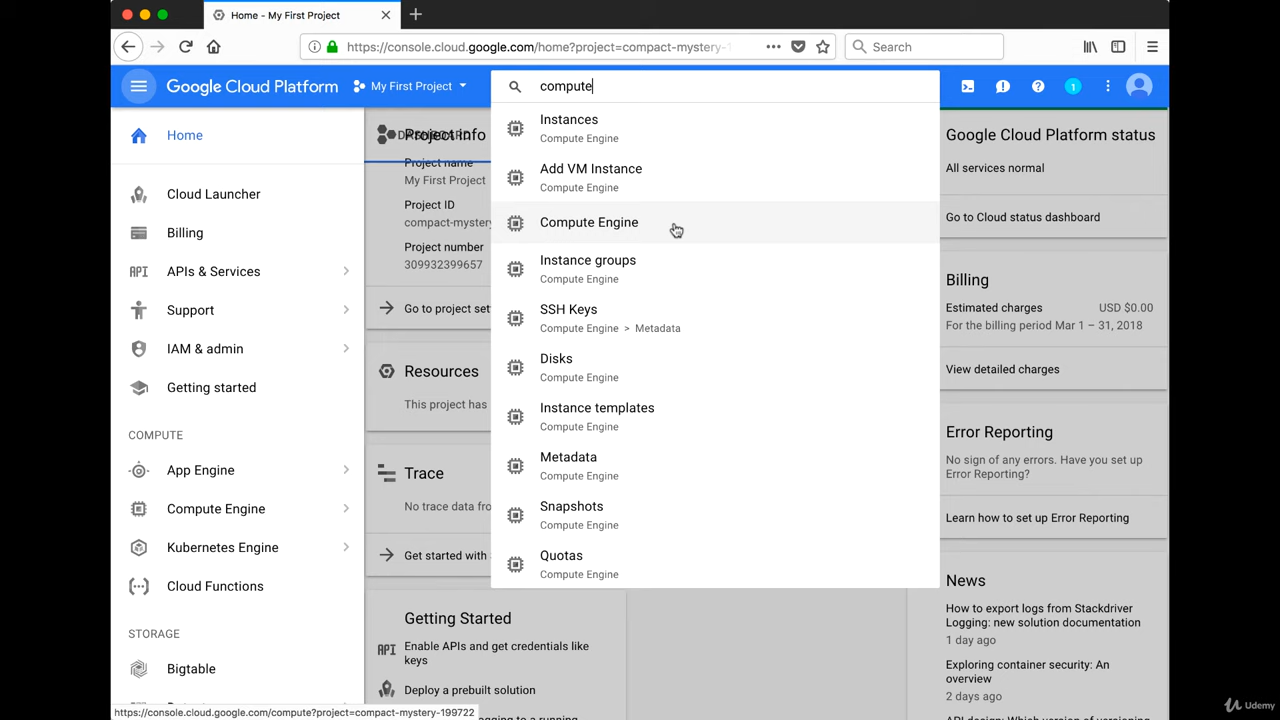 Home - My First Project
https://console.cloud.google.com/home?project=compact-mystery-1
Search
Google Cloud Platform
My First Project
compute
1
Home
Cloud Launcher
Billing
APIs & Services
Support
IAM & admin
Getting started
COMPUTE
App Engine
Compute Engine
Kubernetes Engine
Cloud Functions
STORAGE
Bigtable
https://console.cloud.google.com/compute?project=compact-mystery-199722
DASHBOARD
Project info
Project name
My First Project
Project ID
compact-mystery
Project number
309932399657
Go to project set
Resources
This project has
Trace
No trace data fro
Get started with
Getting Started
API Enable APIs and get credentials like
keys
Deploy a prebuilt solution
Instances
Compute Engine
Add VM Instance
Compute Engine
Compute Engine
Instance groups
Compute Engine
SSH Keys
Compute Engine > Metadata
Disks
Compute Engine
Instance templates
Compute Engine
Metadata
Compute Engine
Snapshots
Compute Engine
Quotas
Compute Engine
Google Cloud Platform status
All services normal
Go to Cloud status dashboard
Billing
Estimated charges USD $0.00
For the billing period Mar 1 – 31, 2018
View detailed charges
Error Reporting
No sign of any errors. Have you set up
Error Reporting?
Learn how to set up Error Reporting
News
How to export logs from Stackdriver
Logging: new solution documentation
1 day ago
Exploring container security: An
overview
2 days ago
Udemy